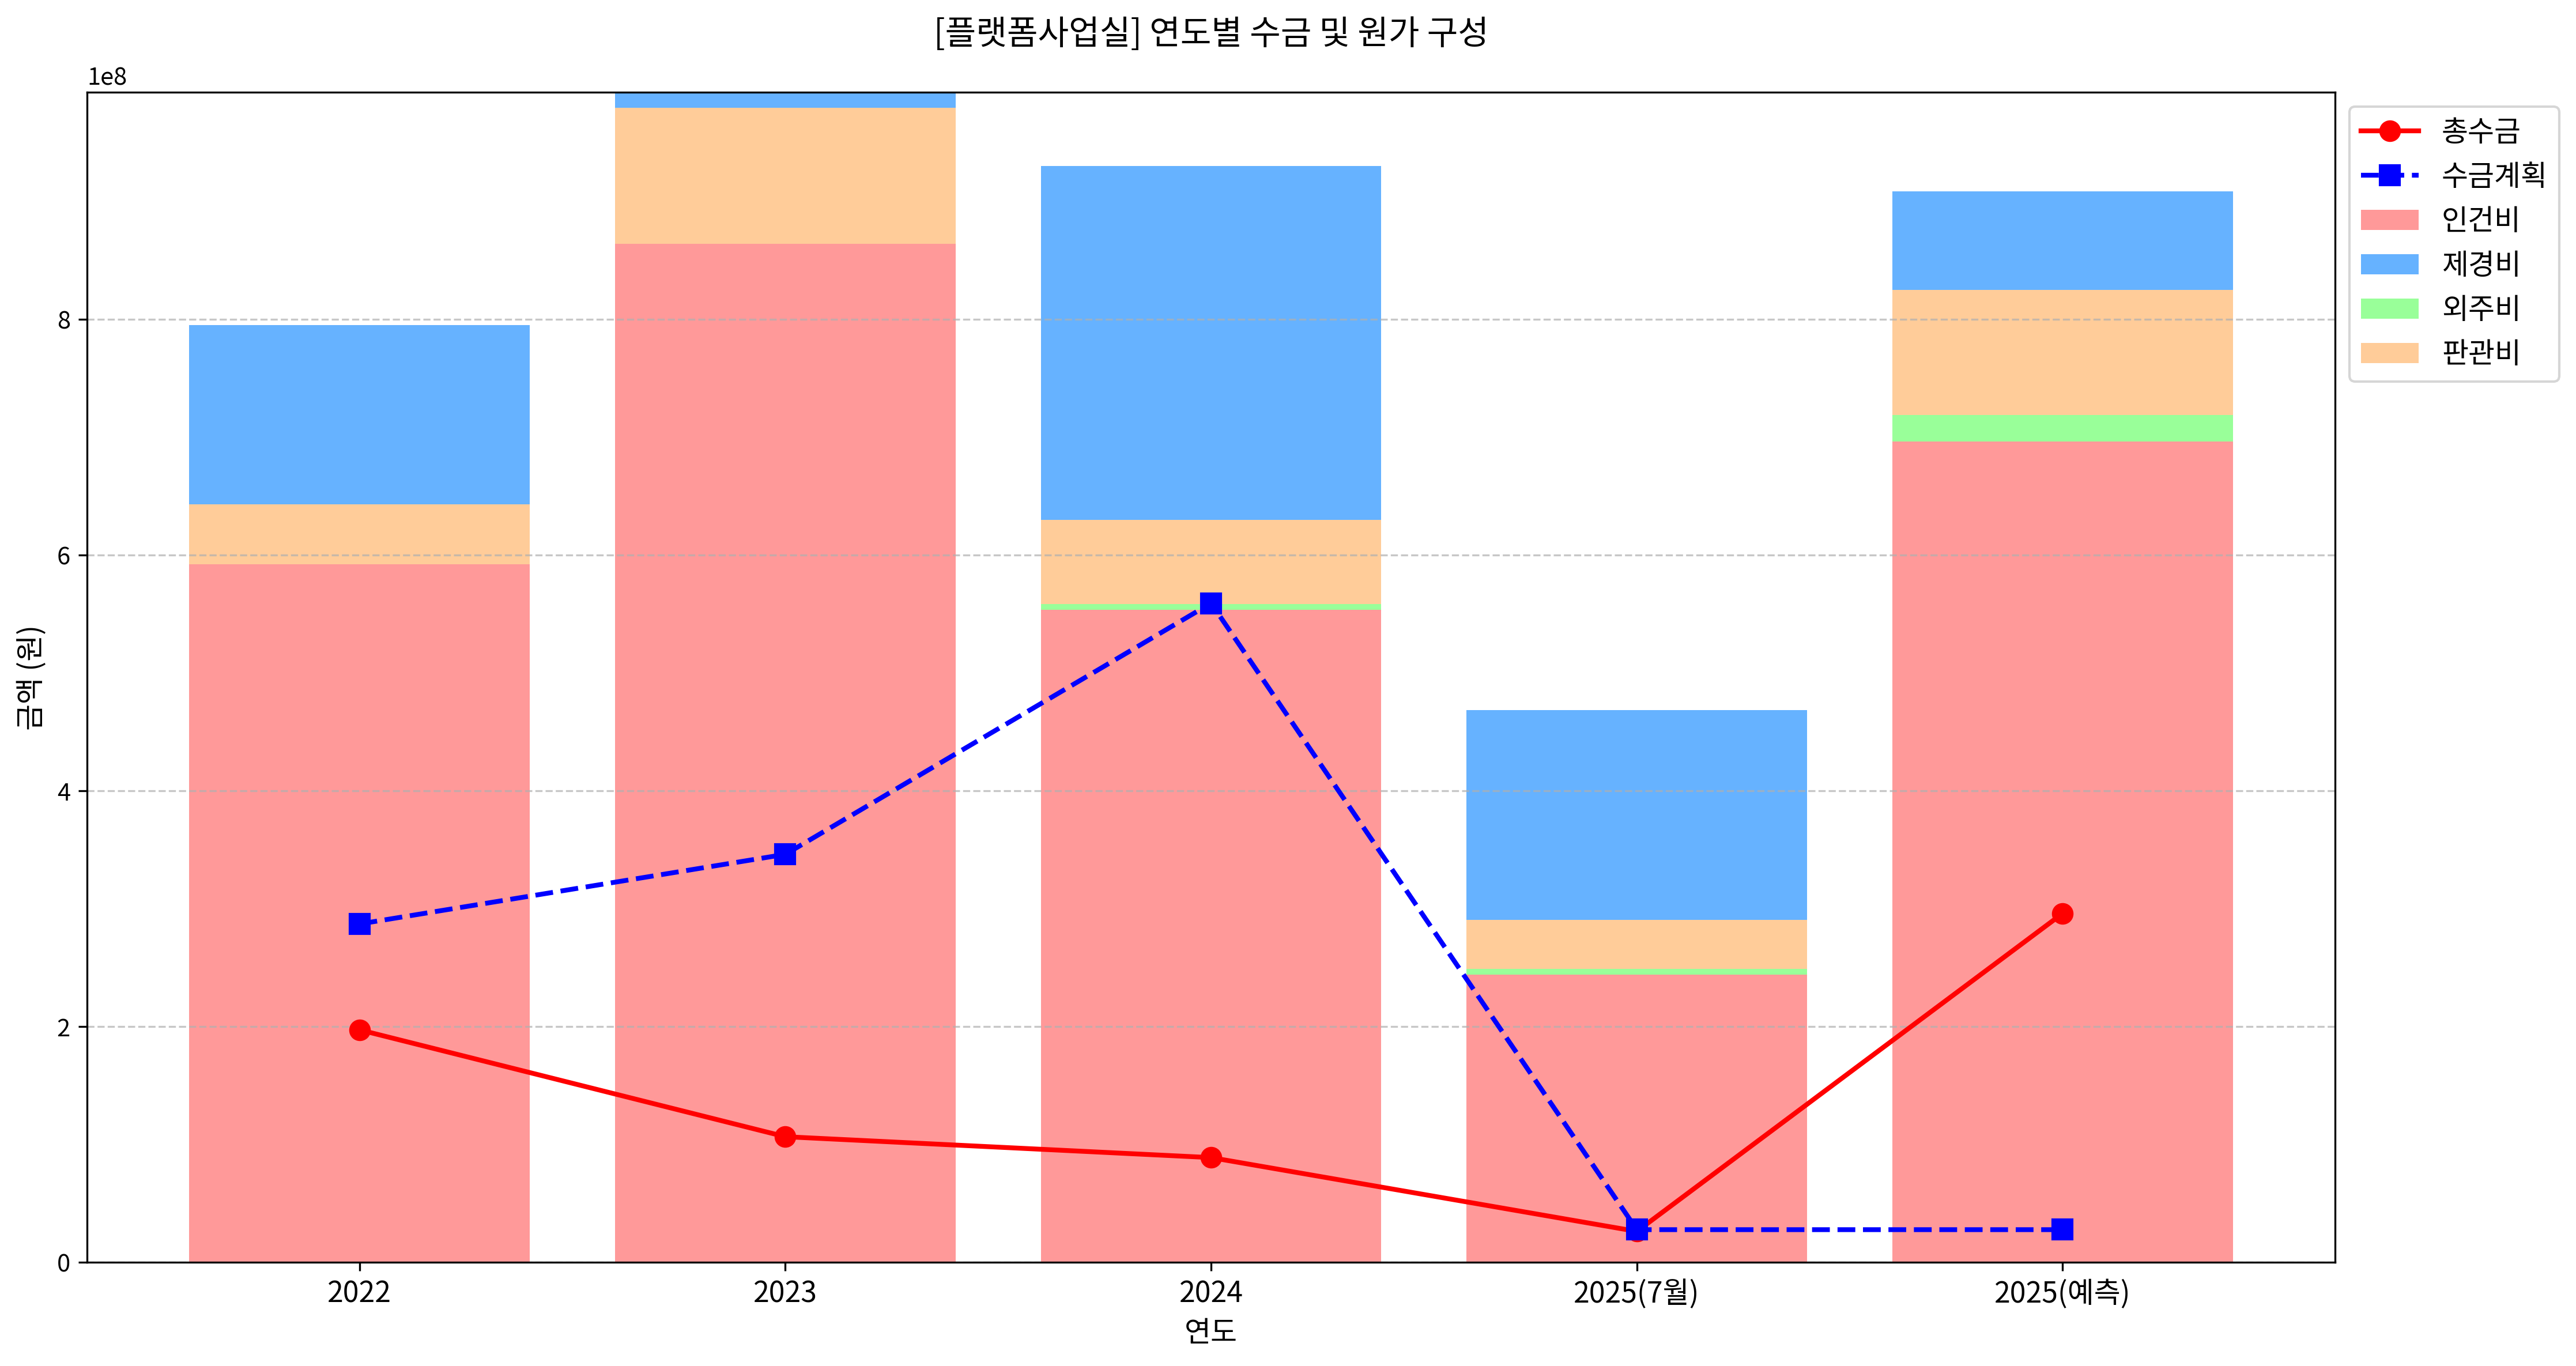 [플랫폼사업실] 연도별 수금 및 원가 구성
1e8
총수금
수금계획
인건비
제경비
외주비
판관비
8
6
4
2
0
금액 (원)
2022
2023
2024
2025(7월)
2025(예측)
연도